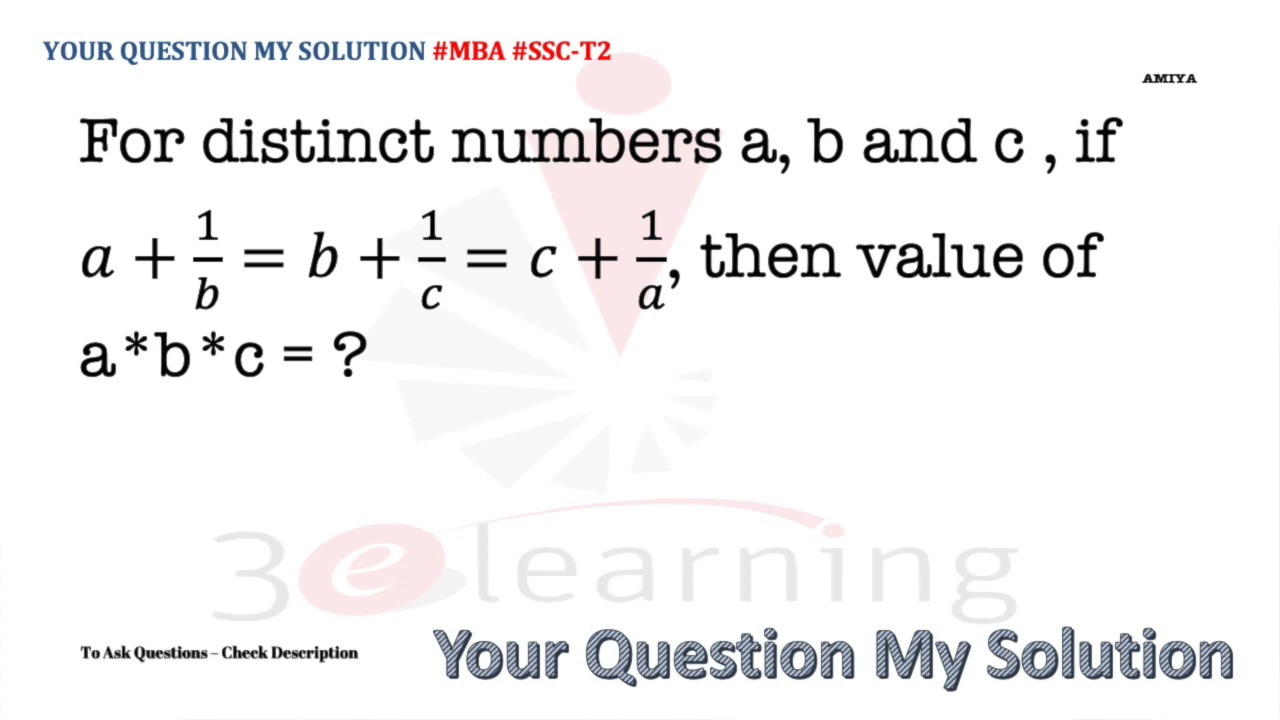 YOUR QUESTION MY SOLUTION #MBA #SSC-T2
AMIYA
For distinct numbers a, b and c , if
a + 1/b = b + 1/c = c + 1/a, then value of
a*b*c = ?
3elearning
To Ask Questions – Check Description
Your Question My Solution